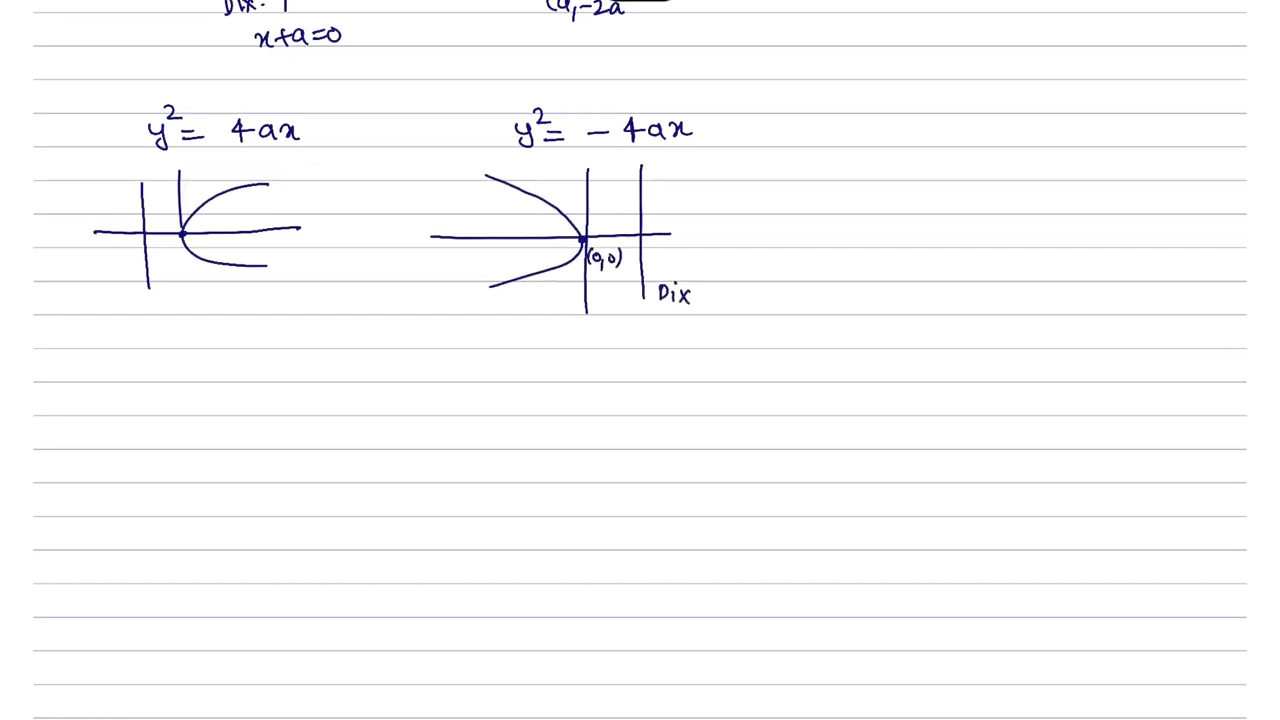 x+a=0
y²= 4ax
y²= - 4ax
(0,0)
Dix